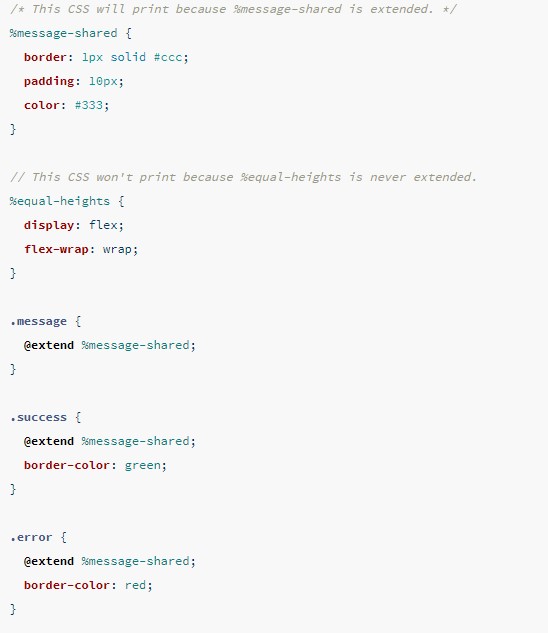 /* This CSS will print because %message-shared is extended. */
%message-shared {
  border: 1px solid #ccc;
  padding: 10px;
  color: #333;
}

// This CSS won't print because %equal-heights is never extended.
%equal-heights {
  display: flex;
  flex-wrap: wrap;
}

.message {
  @extend %message-shared;
}

.success {
  @extend %message-shared;
  border-color: green;
}

.error {
  @extend %message-shared;
  border-color: red;
}